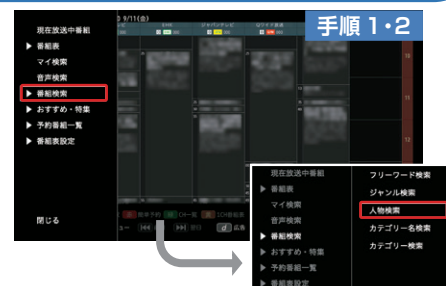 手順 1・2
9/11(金)
現在放送中番組
▶ 番組表
マイ検索
音声検索
▶ 番組検索
▶ おすすめ・特集
▶ 予約番組一覧
▶ 番組表設定
閉じる
10
11
12
d 広告
現在放送中番組
▶ 番組表
マイ検索
音声検索
▶ 番組検索
▶ おすすめ・特集
▶ 予約番組一覧
▶ 番組表設定
フリーワード検索
ジャンル検索
人物検索
カテゴリー名検索
カテゴリー検索